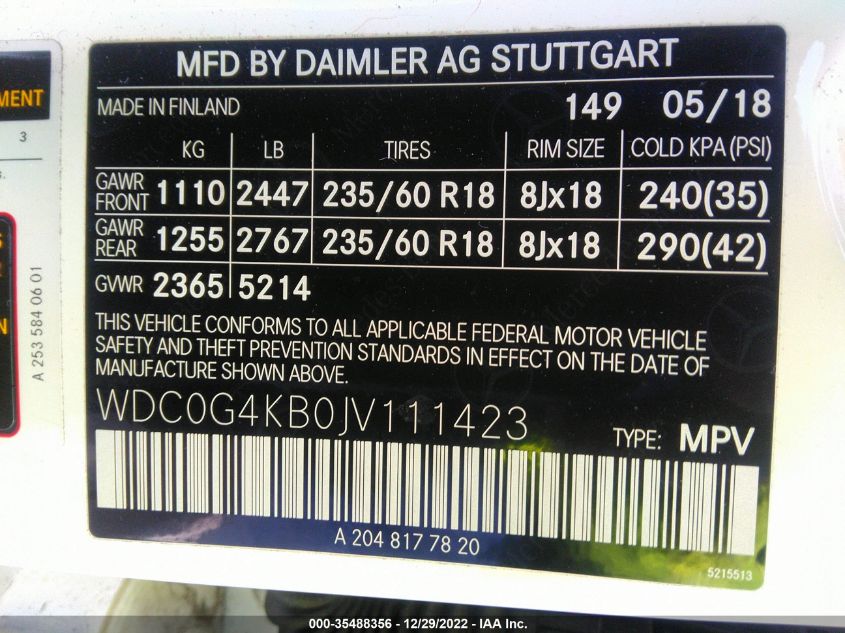 MFD BY DAIMLER AG STUTTGART
MADE IN FINLAND 149 05/18
KG LB TIRES RIM SIZE COLD KPA (PSI)
GAWR FRONT 1110 2447 235/60 R18 8Jx18 240(35)
GAWR REAR 1255 2767 235/60 R18 8Jx18 290(42)
GVWR 2365 5214
THIS VEHICLE CONFORMS TO ALL APPLICABLE FEDERAL MOTOR VEHICLE
SAFETY AND THEFT PREVENTION STANDARDS IN EFFECT ON THE DATE OF
MANUFACTURE SHOWN ABOVE.
WDC0G4KB0JV111423 TYPE: MPV
A 204 817 78 20
5215513
MENT
3
A 253 584 06 01
000-35488356 - 12/29/2022 - IAA Inc.